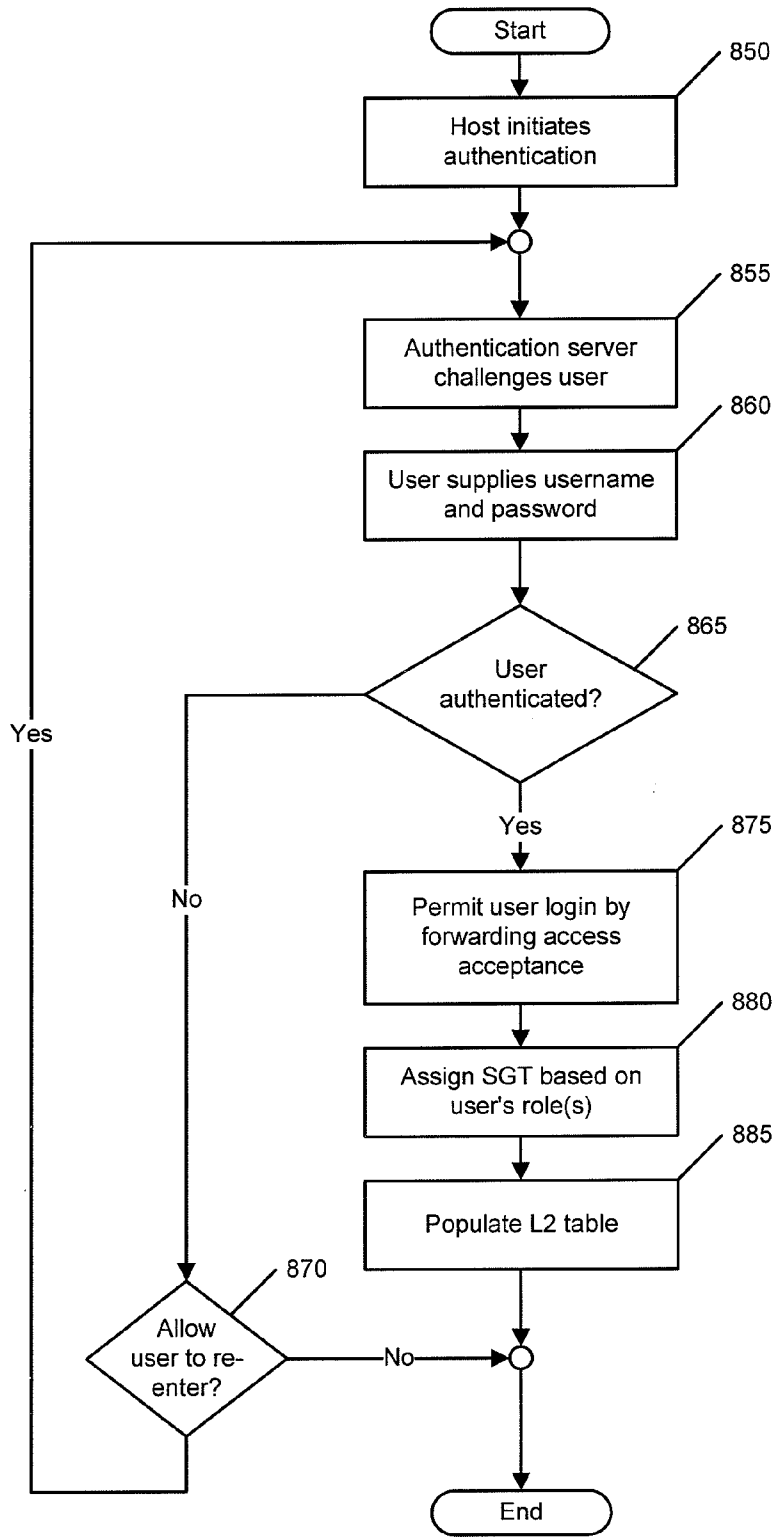 Start
850
Host initiates
authentication
855
Authentication server
challenges user
860
User supplies username
and password
865
User
authenticated?
Yes
Yes
875
No
Permit user login by
forwarding access
acceptance
880
Assign SGT based on
user's role(s)
885
Populate L2 table
870
Allow
user to re-
enter?
No
End